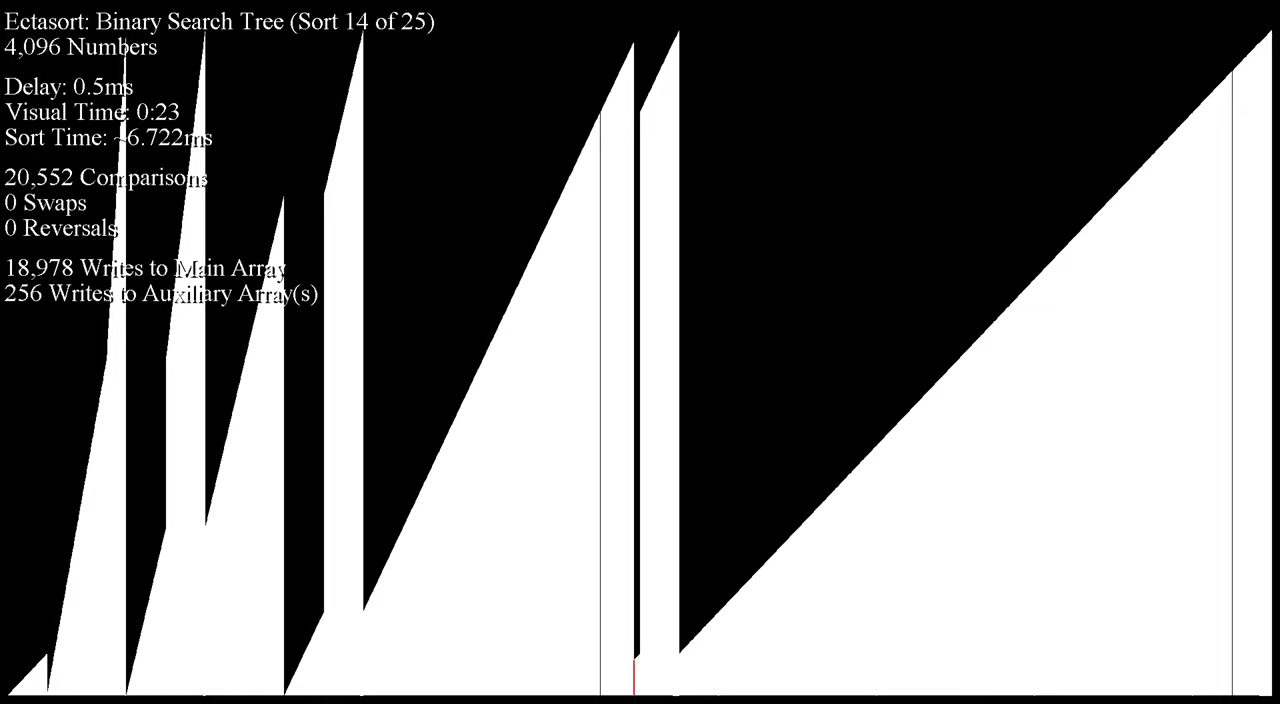 Ectasort: Binary Search Tree (Sort 14 of 25)
4,096 Numbers
Delay: 0.5ms
Visual Time: 0:23
Sort Time: ~6.722ms
20,552 Comparisons
0 Swaps
0 Reversals
18,978 Writes to Main Array
256 Writes to Auxiliary Array(s)